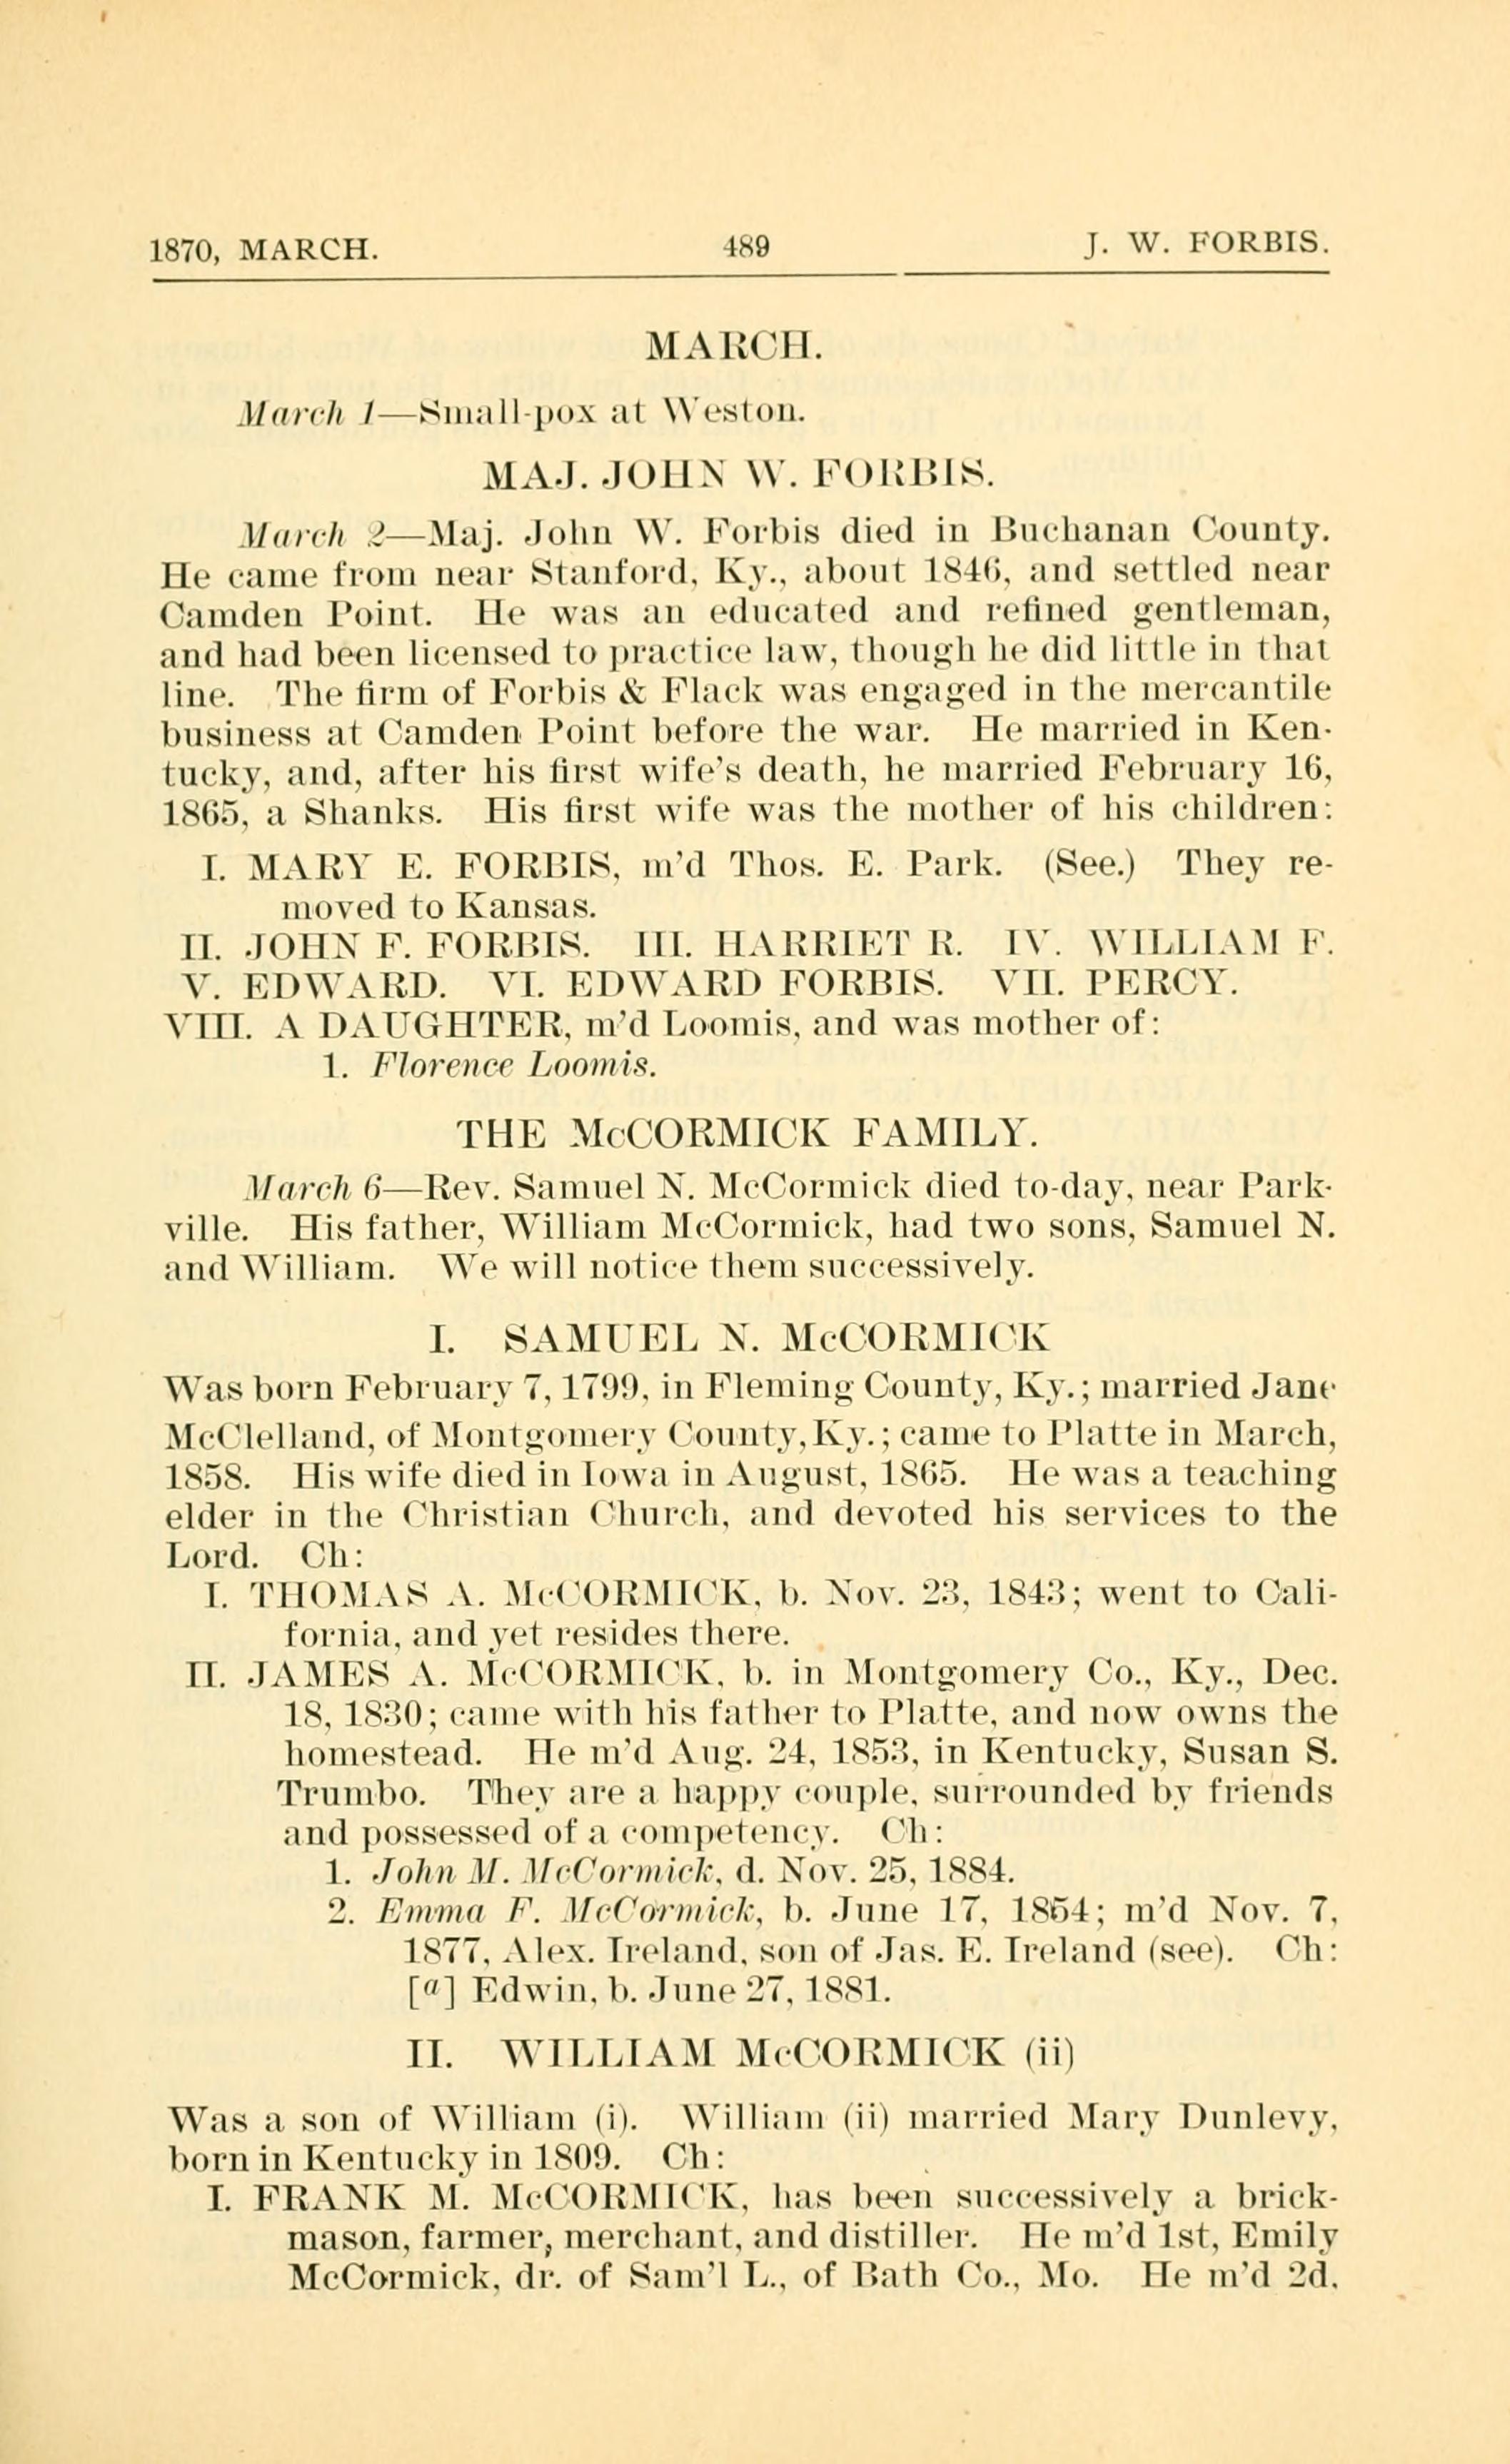 1870, MARCH. 489 J. W. FORBIS.
MARCH.
March 1—Small-pox at Weston.
MAJ. JOHN W. FORBIS.
March 2—Maj. John W. Forbis died in Buchanan County.
He came from near Stanford, Ky., about 1846, and settled near
Camden Point. He was an educated and refined gentleman,
and had been licensed to practice law, though he did little in that
line. The firm of Forbis & Flack was engaged in the mercantile
business at Camden Point before the war. He married in Ken-
tucky, and, after his first wife's death, he married February 16,
1865, a Shanks. His first wife was the mother of his children:
I. MARY E. FORBIS, m'd Thos. E. Park. (See.) They re-
moved to Kansas.
II. JOHN F. FORBIS. III. HARRIET R. IV. WILLIAM F.
V. EDWARD. VI. EDWARD FORBIS. VII. PERCY.
VIII. A DAUGHTER, m'd Loomis, and was mother of:
1. Florence Loomis.
THE McCORMICK FAMILY.
March 6—Rev. Samuel N. McCormick died to-day, near Park-
ville. His father, William McCormick, had two sons, Samuel N.
and William. We will notice them successively.
I. SAMUEL N. McCORMICK
Was born February 7, 1799, in Fleming County, Ky.; married Jane
McClelland, of Montgomery County, Ky.; came to Platte in March,
1858. His wife died in Iowa in August, 1865. He was a teaching
elder in the Christian Church, and devoted his services to the
Lord. Ch:
I. THOMAS A. McCORMICK, b. Nov. 23, 1843; went to Cali-
fornia, and yet resides there.
II. JAMES A. McCORMICK, b. in Montgomery Co., Ky., Dec.
18, 1830; came with his father to Platte, and now owns the
homestead. He m'd Aug. 24, 1853, in Kentucky, Susan S.
Trumbo. They are a happy couple, surrounded by friends
and possessed of a competency. Ch:
1. John M. McCormick, d. Nov. 25, 1884.
2. Emma F. McCormick, b. June 17, 1854; m'd Nov. 7,
1877, Alex. Ireland, son of Jas. E. Ireland (see). Ch:
[a] Edwin, b. June 27, 1881.
II. WILLIAM McCORMICK (ii)
Was a son of William (i). William (ii) married Mary Dunlevy,
born in Kentucky in 1809. Ch:
I. FRANK M. McCORMICK, has been successively a brick-
mason, farmer, merchant, and distiller. He m'd 1st, Emily
McCormick, dr. of Sam'l L., of Bath Co., Mo. He m'd 2d,